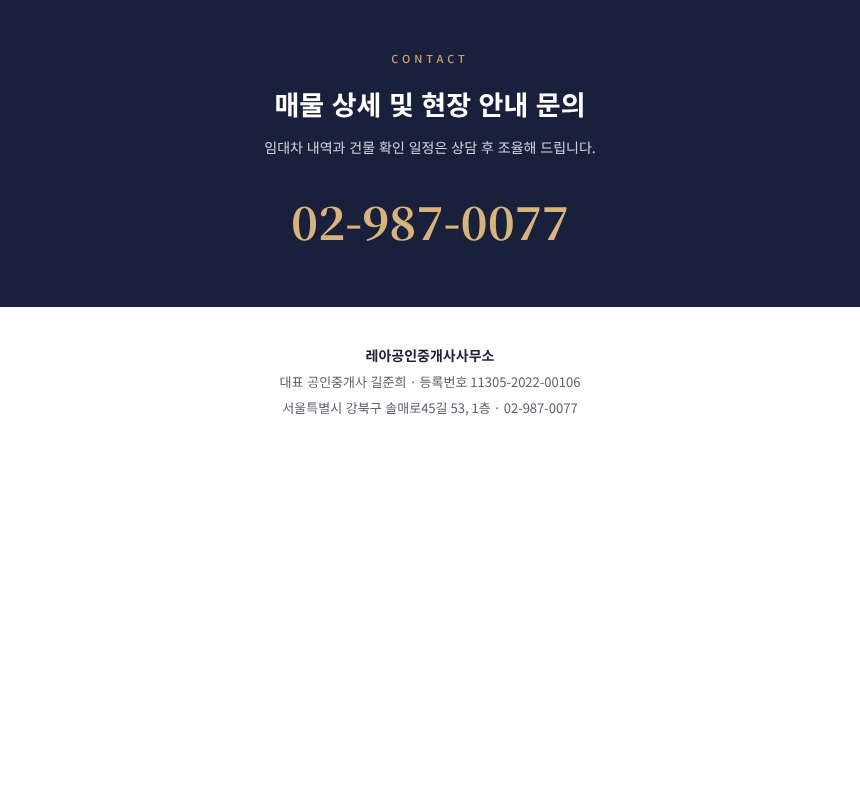 CONTACT
매물 상세 및 현장 안내 문의
임대차 내역과 건물 확인 일정은 상담 후 조율해 드립니다.
02-987-0077
레아공인중개사사무소
대표 공인중개사 길준희 · 등록번호 11305-2022-00106
서울특별시 강북구 솔매로45길 53, 1층 · 02-987-0077